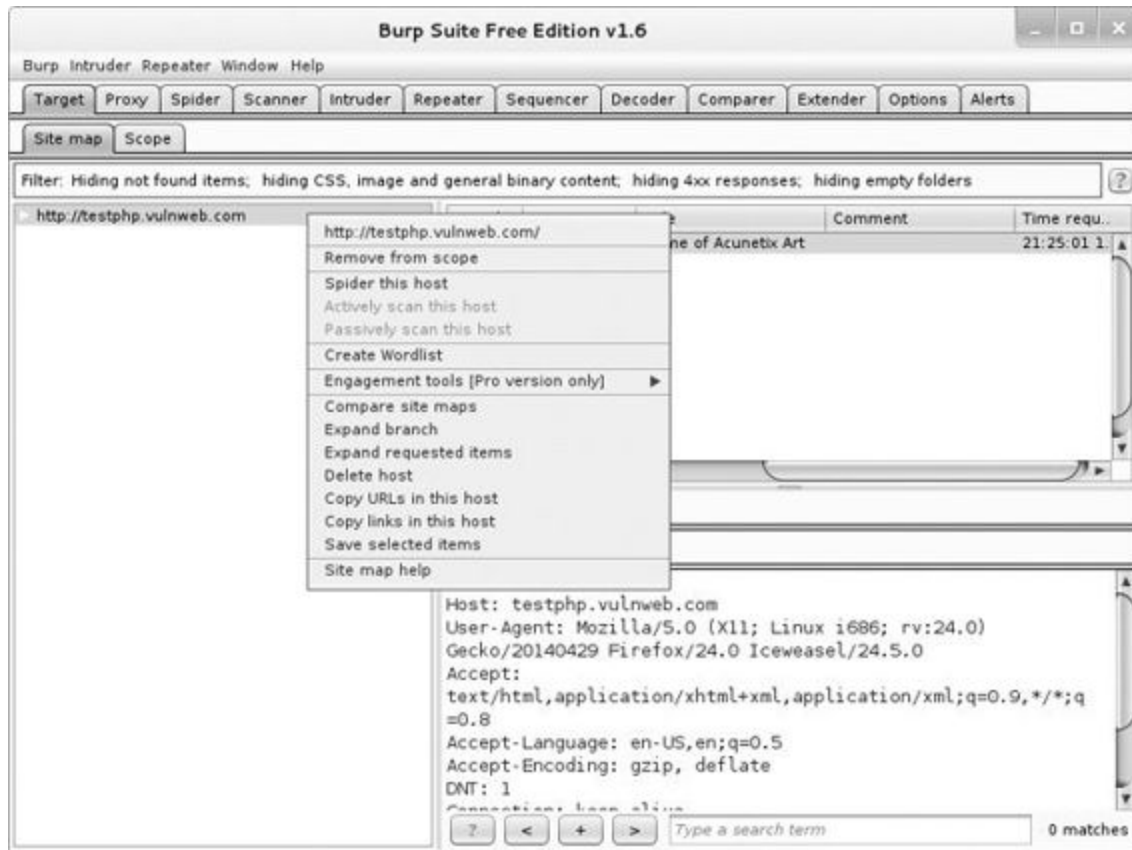 Burp Suite Free Edition v1.6
Burp Intruder Repeater Window Help
Target Proxy Spider Scanner Intruder Repeater Sequencer Decoder Comparer Extender Options Alerts
Site map Scope
Filter: Hiding not found items; hiding CSS, image and general binary content; hiding 4xx responses; hiding empty folders ?
http://testphp.vulnweb.com
Comment Time requ..
of Acunetix Art 21:25:01 1.
http://testphp.vulnweb.com/
Remove from scope
Spider this host
Actively scan this host
Passively scan this host
Create Wordlist
Engagement tools [Pro version only]
Compare site maps
Expand branch
Expand requested items
Delete host
Copy URLs in this host
Copy links in this host
Save selected items
Site map help
Host: testphp.vulnweb.com
User-Agent: Mozilla/5.0 (X11; Linux i686; rv:24.0)
Gecko/20140429 Firefox/24.0 Iceweasel/24.5.0
Accept:
text/html,application/xhtml+xml,application/xml;q=0.9,*/*;q
=0.8
Accept-Language: en-US,en;q=0.5
Accept-Encoding: gzip, deflate
DNT: 1
? < + > Type a search term 0 matches